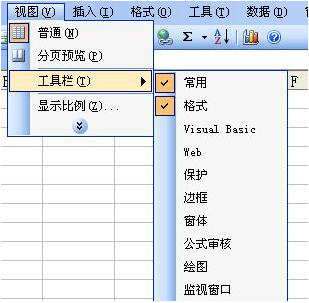 视图(V) 插入(I) 格式(O) 工具(T) 数据(D)
普通(N)
分页预览(P)
工具栏(T)
显示比例(Z)...
常用
格式
Visual Basic
Web
保护
边框
窗体
公式审核
绘图
监视窗口
F